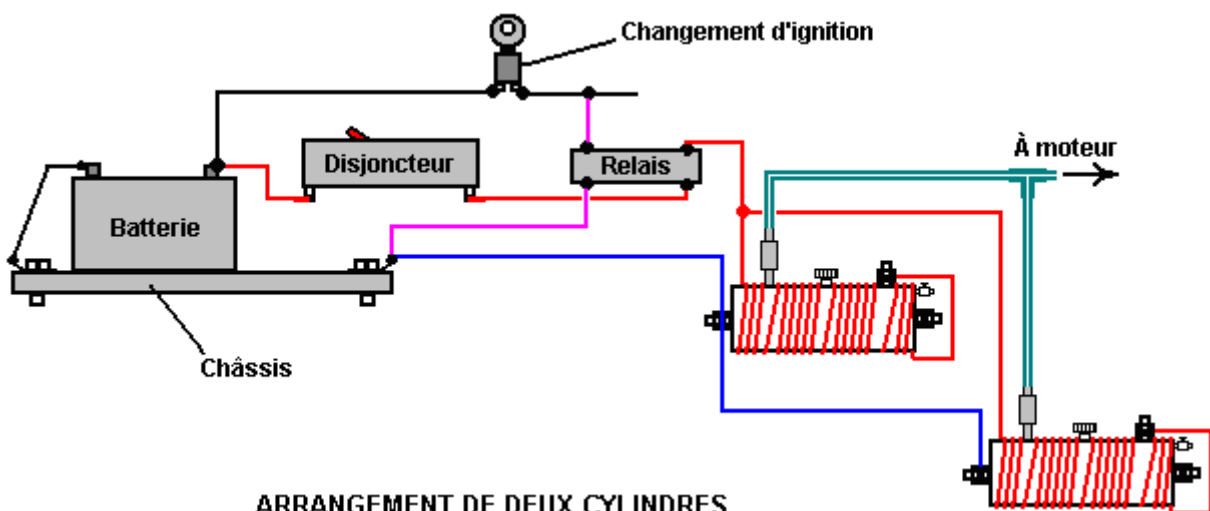 Changement d'ignition
Disjoncteur
Relais
À moteur
Batterie
Châssis
ARRANGEMENT DE DEUX CYLINDRES